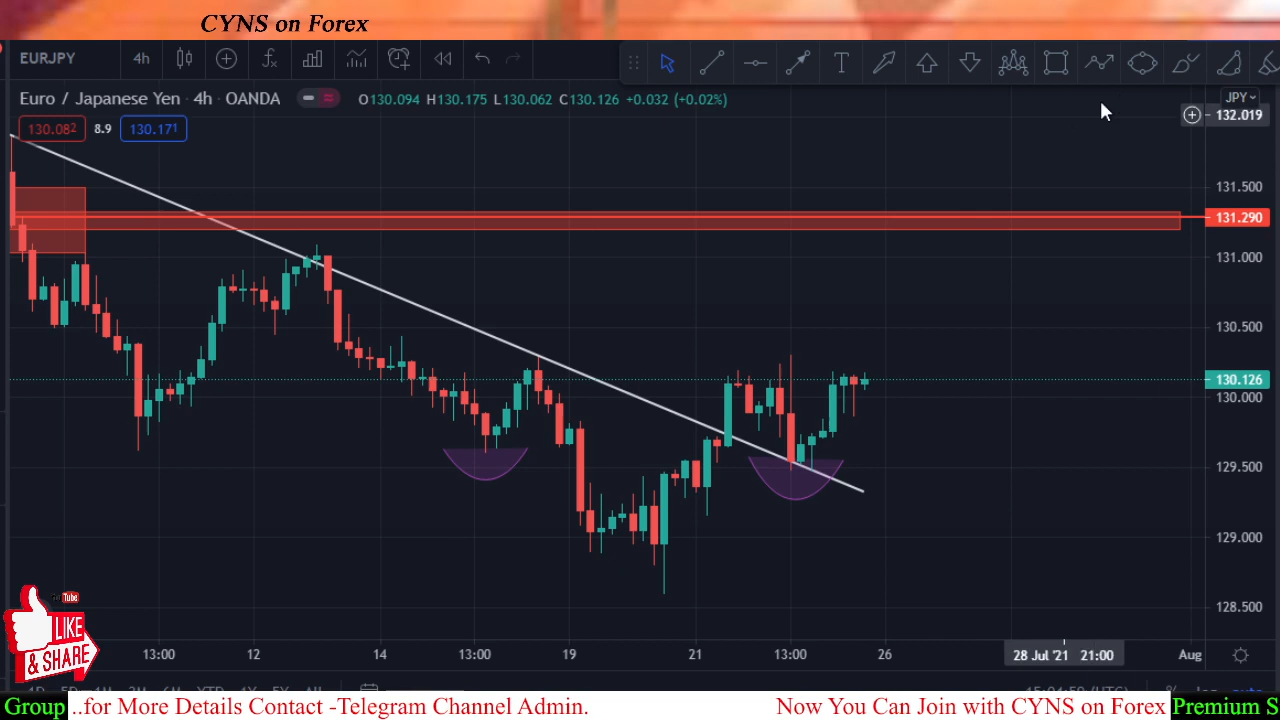 CYNS on Forex
EURJPY 4h
Euro / Japanese Yen · 4h · OANDA O130.094 H130.175 L130.062 C130.126 +0.032 (+0.02%)
JPY
130.082 8.9 130.171
132.019
131.500
131.290
131.000
130.500
130.126
130.000
129.500
129.000
128.500
You Tube
LIKE
& SHARE
13:00 12 14 13:00 19 21 13:00 26 28 Jul '21 21:00 Aug
Group ..for More Details Contact -Telegram Channel Admin. Now You Can Join with CYNS on Forex Premium S